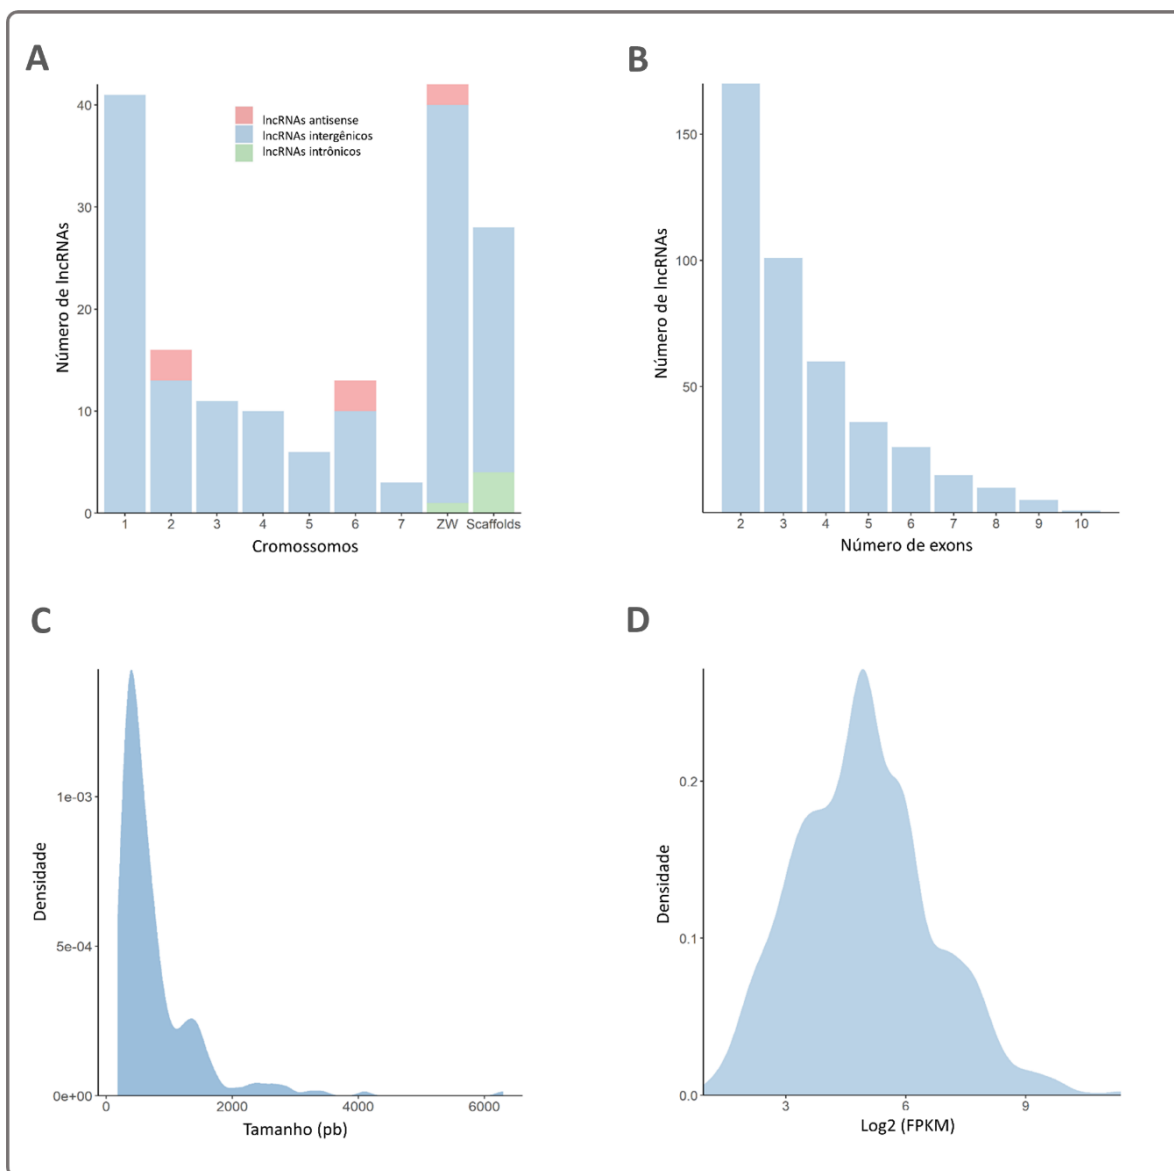 A
Número de lncRNAs
40
30
20
10
0
lncRNAs antisense
lncRNAs intergênicos
lncRNAs intrônicos
1 2 3 4 5 6 7 ZW Scaffolds
Cromossomos
B
Número de lncRNAs
150
100
50
2 3 4 5 6 7 8 9 10
Número de exons
C
Densidade
1e-03
5e-04
0e+00
0 2000 4000 6000
Tamanho (pb)
D
Densidade
0.2
0.1
0.0
3 6 9
Log2 (FPKM)